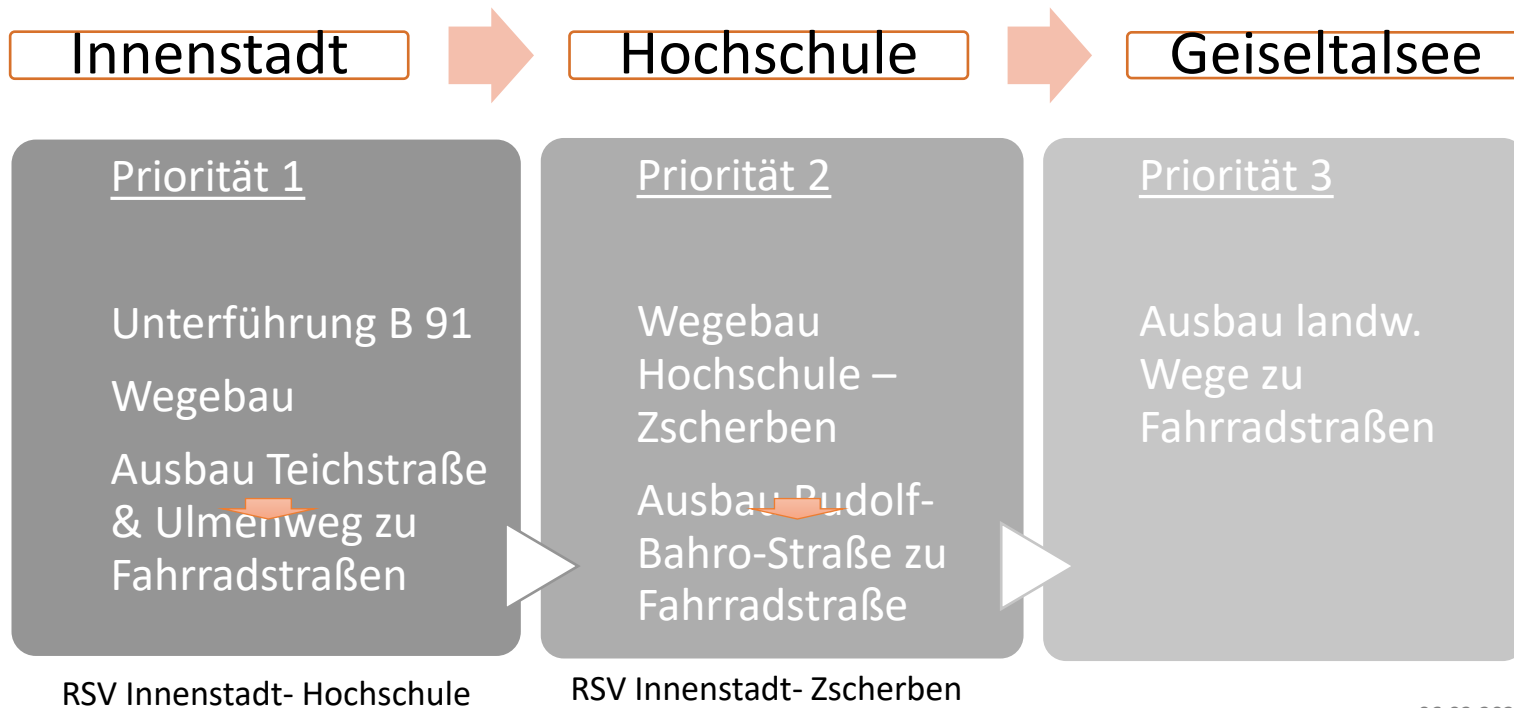 Innenstadt
Hochschule
Geiseltalsee
Priorität 1
Unterführung B 91
Wegebau
Ausbau Teichstraße
& Ulmenweg zu
Fahrradstraßen
Priorität 2
Wegebau
Hochschule –
Zscherben
Ausbau Rudolf-
Bahro-Straße zu
Fahrradstraße
Priorität 3
Ausbau landw.
Wege zu
Fahrradstraßen
RSV Innenstadt- Hochschule
RSV Innenstadt- Zscherben